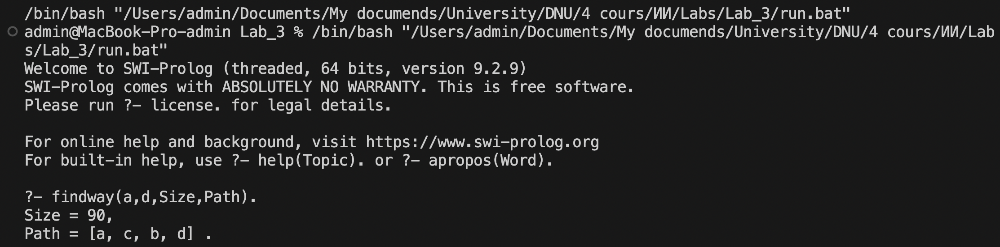 /bin/bash "/Users/admin/Documents/My documends/University/DNU/4 cours/ИИ/Labs/Lab_3/run.bat"
admin@MacBook-Pro-admin Lab_3 % /bin/bash "/Users/admin/Documents/My documends/University/DNU/4 cours/ИИ/Lab
s/Lab_3/run.bat"
Welcome to SWI-Prolog (threaded, 64 bits, version 9.2.9)
SWI-Prolog comes with ABSOLUTELY NO WARRANTY. This is free software.
Please run ?- license. for legal details.

For online help and background, visit https://www.swi-prolog.org
For built-in help, use ?- help(Topic). or ?- apropos(Word).

?- findway(a,d,Size,Path).
Size = 90,
Path = [a, c, b, d] .